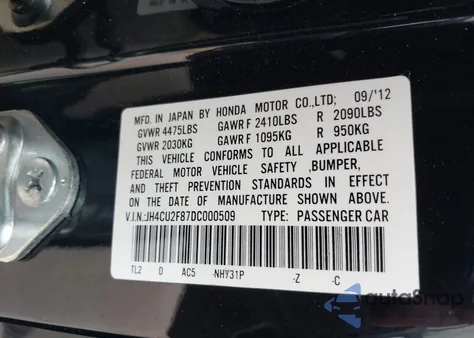 MFD. IN JAPAN BY HONDA MOTOR CO.,LTD; 09/'12
GVWR 4475LBS GAWR F 2410LBS R 2090LBS
GVWR 2030KG GAWR F 1095KG R 950KG
THIS VEHICLE CONFORMS TO ALL APPLICABLE
FEDERAL MOTOR VEHICLE SAFETY ,BUMPER,
AND THEFT PREVENTION STANDARDS IN EFFECT
ON THE DATE OF MANUFACTURE SHOWN ABOVE.
V.I.N.:JH4CU2F87DC000509 TYPE: PASSENGER CAR
TL2 D AC5 -NHY31P -Z -C
autoSnap